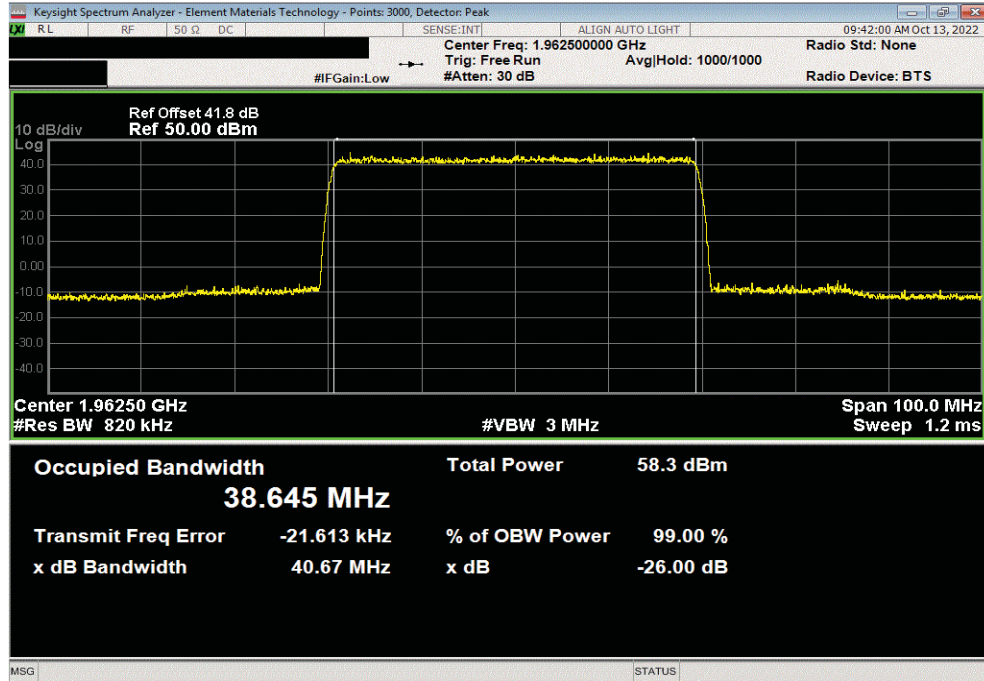 Keysight Spectrum Analyzer - Element Materials Technology - Points: 3000, Detector: Peak
LXI RL RF 50 Ω DC SENSE:INT ALIGN AUTO LIGHT 09:42:00 AM Oct 13, 2022
Center Freq: 1.962500000 GHz Radio Std: None
Trig: Free Run Avg|Hold: 1000/1000
#IFGain:Low #Atten: 30 dB Radio Device: BTS
Ref Offset 41.8 dB
10 dB/div Ref 50.00 dBm
Log
40.0
30.0
20.0
10.0
0.00
-10.0
-20.0
-30.0
-40.0
Center 1.96250 GHz Span 100.0 MHz
#Res BW 820 kHz #VBW 3 MHz Sweep 1.2 ms
Occupied Bandwidth Total Power 58.3 dBm
38.645 MHz
Transmit Freq Error -21.613 kHz % of OBW Power 99.00 %
x dB Bandwidth 40.67 MHz x dB -26.00 dB
MSG STATUS